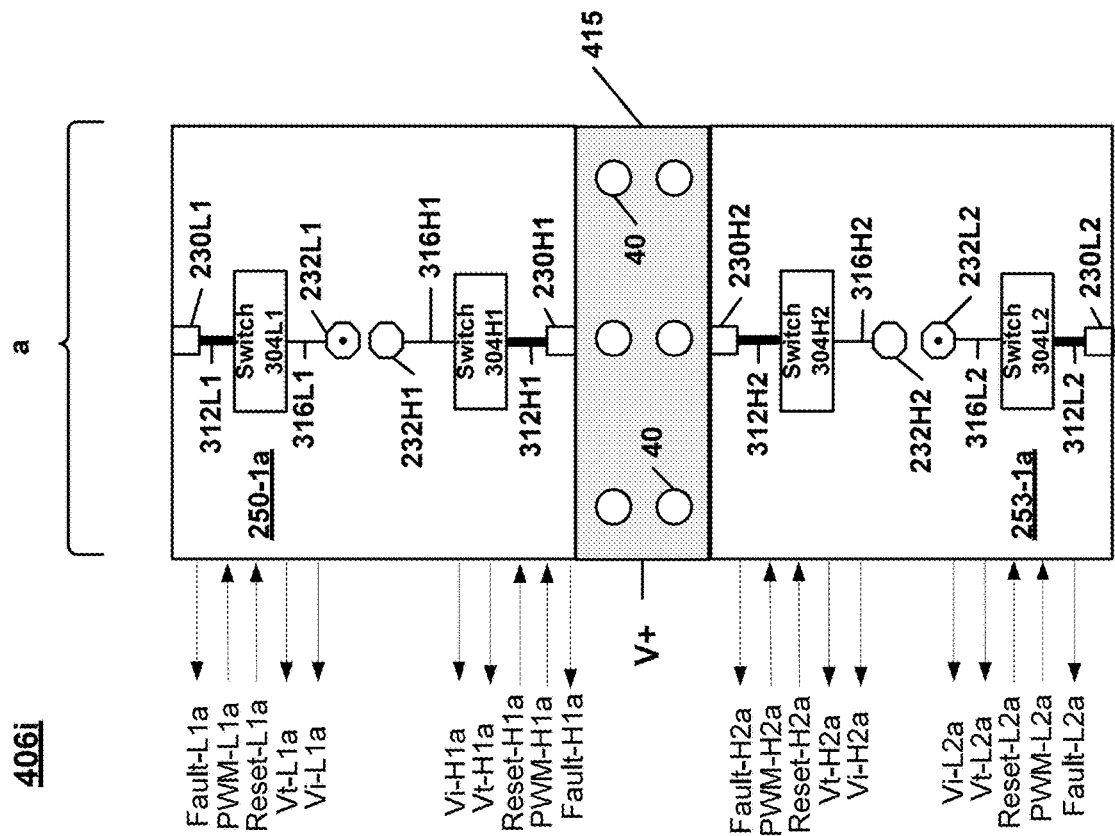 406i
a
Fault-L1a
PWM-L1a
Reset-L1a
Vt-L1a
Vi-L1a
Vi-H1a
Vt-H1a
Reset-H1a
PWM-H1a
Fault-H1a
V+
Fault-H2a
PWM-H2a
Reset-H2a
Vt-H2a
Vi-H2a
Vi-L2a
Vt-L2a
Reset-L2a
PWM-L2a
Fault-L2a
250-1a
312L1
230L1
Switch
304L1
316L1
232L1
232H1
316H1
Switch
304H1
312H1
230H1
40
40
415
230H2
312H2
Switch
304H2
316H2
232H2
232L2
316L2
Switch
304L2
312L2
230L2
253-1a